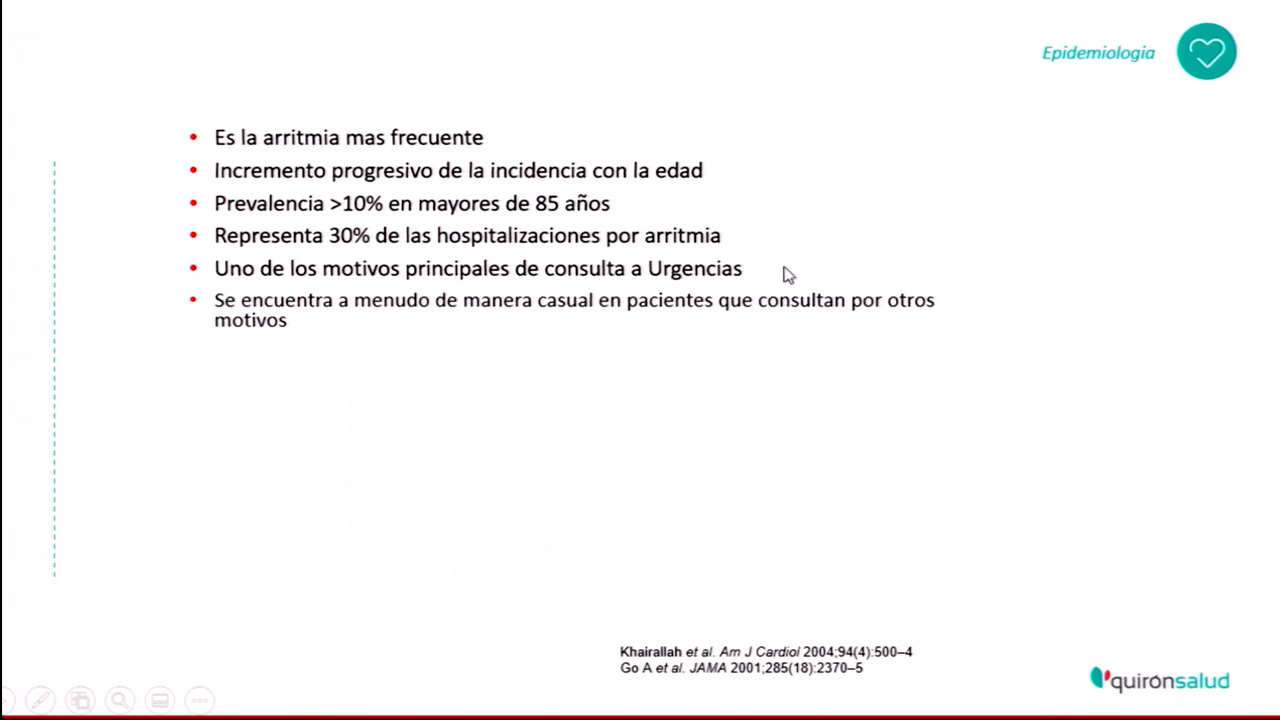 Epidemiologia
• Es la arritmia mas frecuente
• Incremento progresivo de la incidencia con la edad
• Prevalencia >10% en mayores de 85 años
• Representa 30% de las hospitalizaciones por arritmia
• Uno de los motivos principales de consulta a Urgencias
• Se encuentra a menudo de manera casual en pacientes que consultan por otros
motivos
Khairallah et al. Am J Cardiol 2004;94(4):500–4
Go A et al. JAMA 2001;285(18):2370–5
quirónsalud